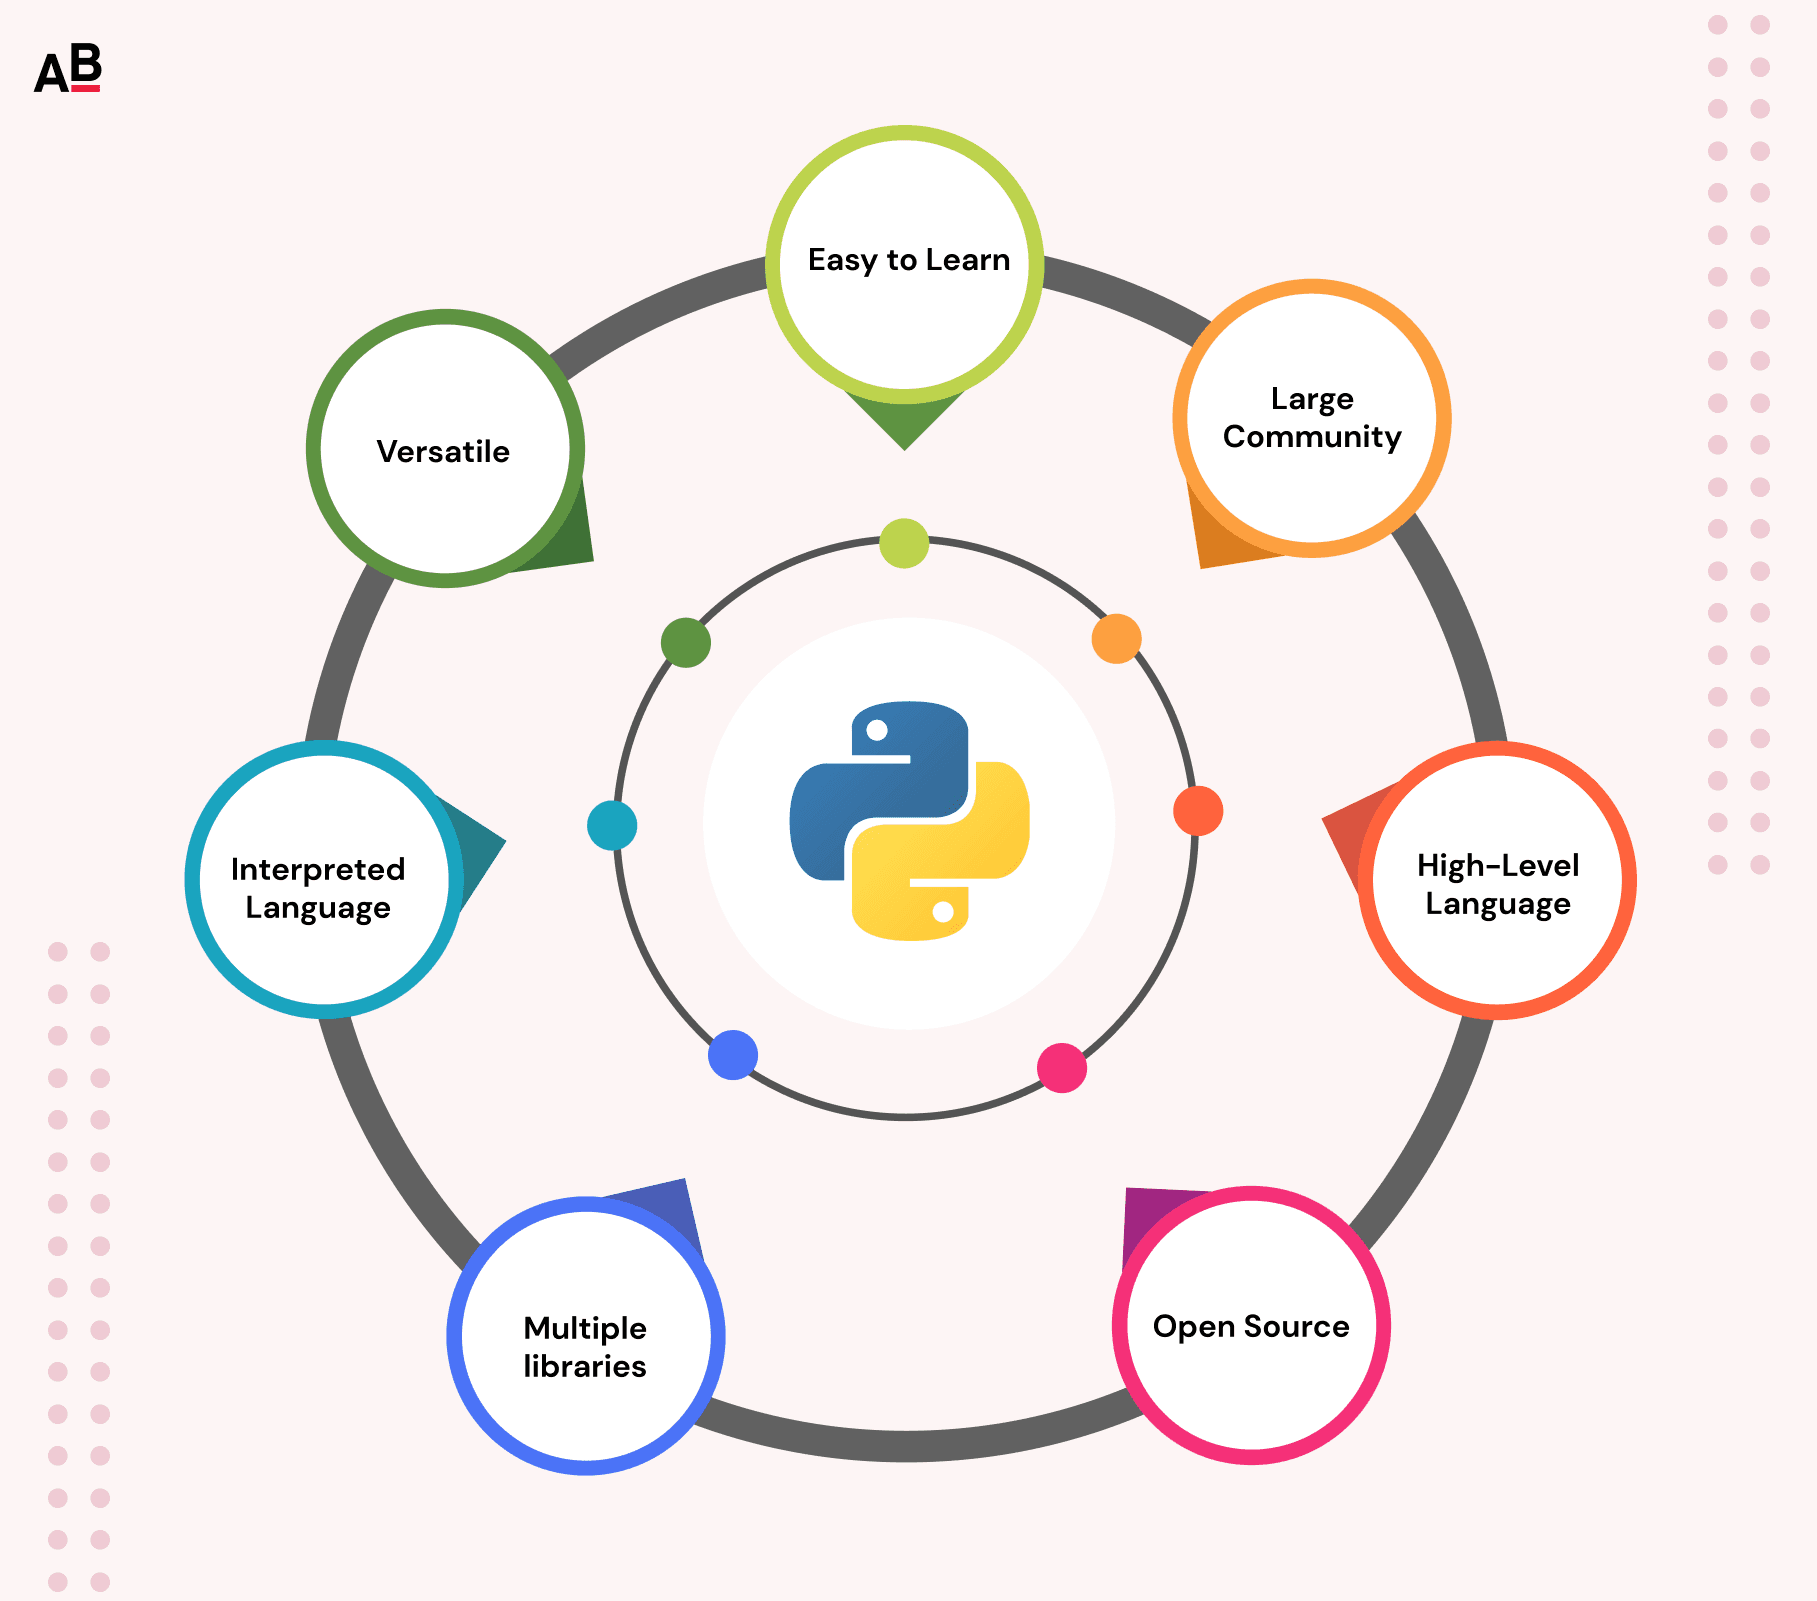 AB
Easy to Learn
Large
Community
High-Level
Language
Open Source
Multiple
libraries
Interpreted
Language
Versatile